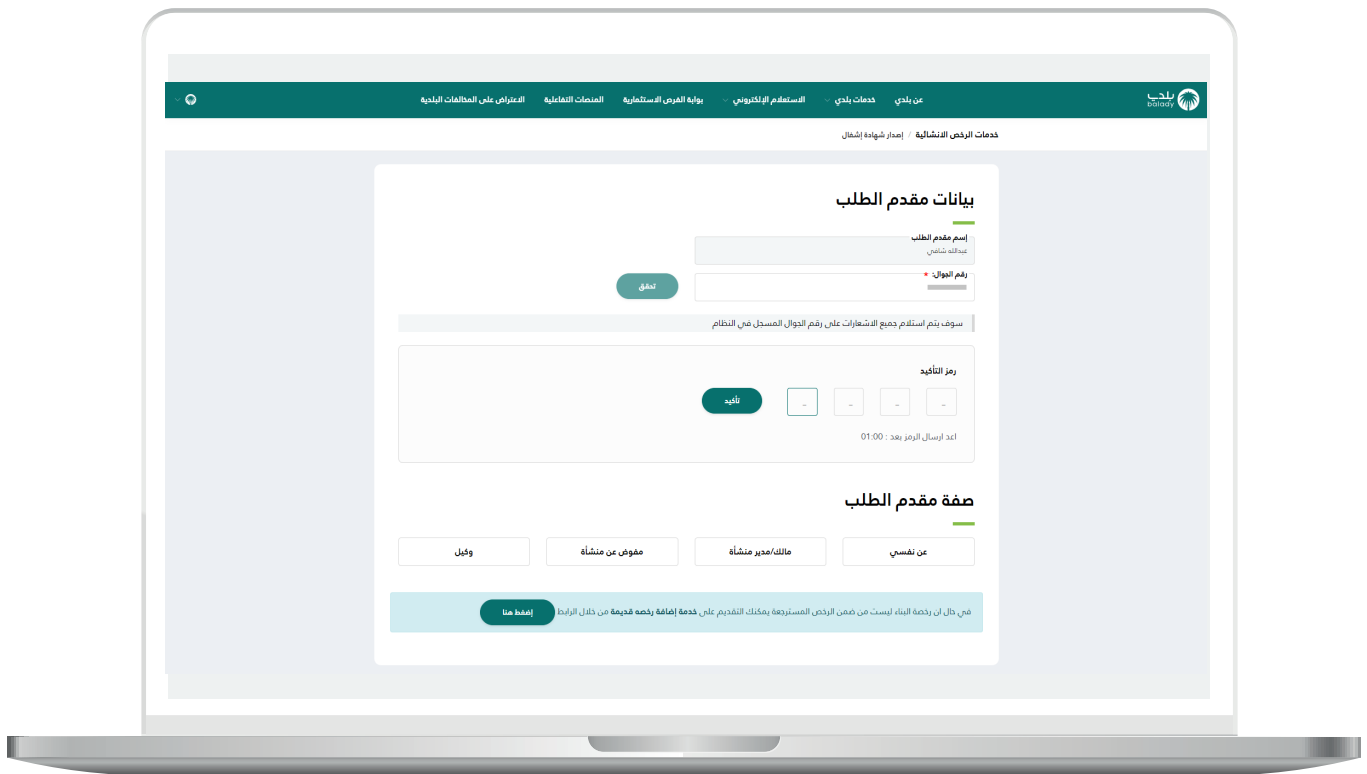 بلدي
balady
عن بلدي
خدمات بلدي
الاستعلام الإلكتروني
بوابة الفرص الاستثمارية
المنصات التفاعلية
الاعتراض على المخالفات البلدية
خدمات الرخص الانشائية / إصدار شهادة إشغال
بيانات مقدم الطلب
إسم مقدم الطلب
عبدالله شافي
رقم الجوال: *
تحقق
سوف يتم استلام جميع الاشعارات على رقم الجوال المسجل في النظام
رمز التأكيد
– – – –
تأكيد
اعد ارسال الرمز بعد : 01:00
صفة مقدم الطلب
عن نفسي
مالك/مدير منشأة
مفوض عن منشأة
وكيل
في حال ان رخصة البناء ليست من ضمن الرخص المسترجعة يمكنك التقديم على خدمة إضافة رخصه قديمة من خلال الرابط إضغط هنا